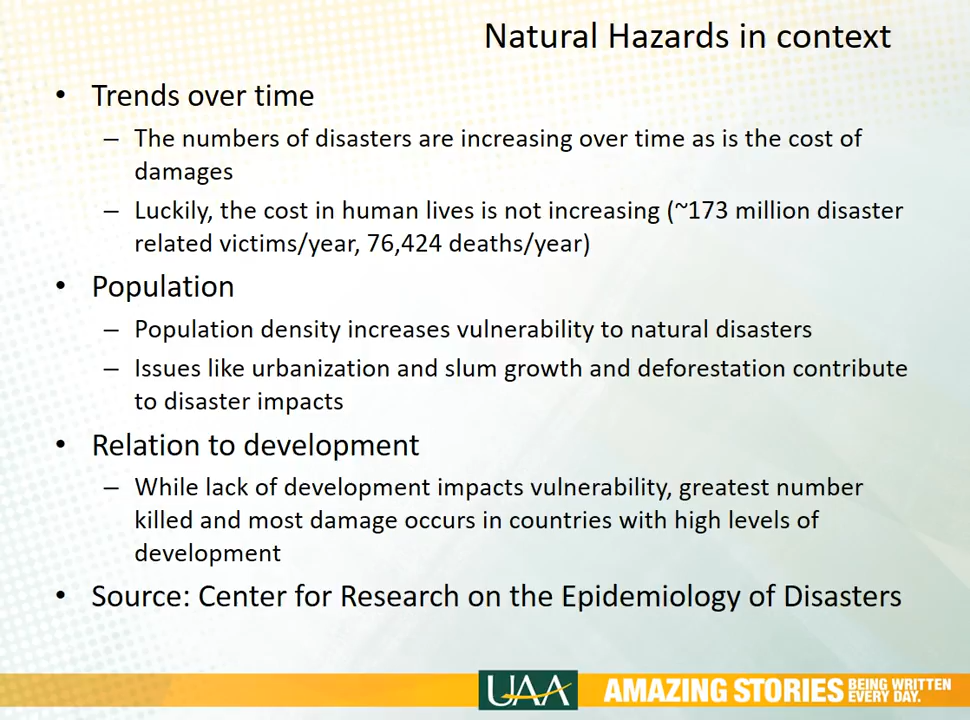 Natural Hazards in context
• Trends over time
– The numbers of disasters are increasing over time as is the cost of
damages
– Luckily, the cost in human lives is not increasing (~173 million disaster
related victims/year, 76,424 deaths/year)
• Population
– Population density increases vulnerability to natural disasters
– Issues like urbanization and slum growth and deforestation contribute
to disaster impacts
• Relation to development
– While lack of development impacts vulnerability, greatest number
killed and most damage occurs in countries with high levels of
development
• Source: Center for Research on the Epidemiology of Disasters
UAA
AMAZING STORIES BEING WRITTEN
EVERY DAY.